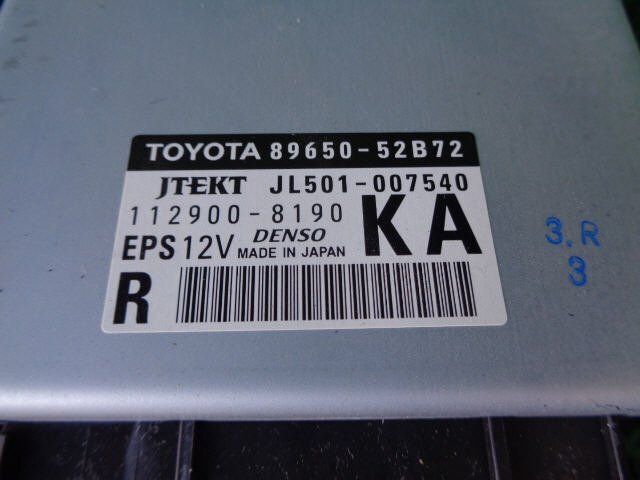 TOYOTA 89650-52B72
JTEKT JL501-007540
112900-8190 KA
EPS 12V DENSO MADE IN JAPAN
R
3.R
3